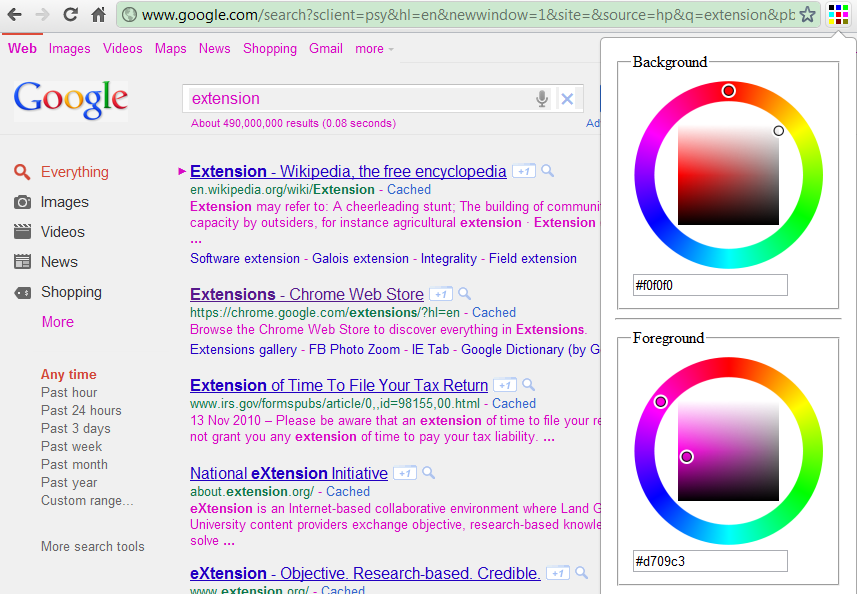 www.google.com/search?sclient=psy&hl=en&newwindow=1&site=&source=hp&q=extension&pb
Web Images Videos Maps News Shopping Gmail more
Google
extension
About 490,000,000 results (0.08 seconds)
Ad
Everything
Images
Videos
News
Shopping
More
Any time
Past hour
Past 24 hours
Past 3 days
Past week
Past month
Past year
Custom range...
More search tools
Extension - Wikipedia, the free encyclopedia +1
en.wikipedia.org/wiki/Extension - Cached
Extension may refer to: A cheerleading stunt; The building of communi
capacity by outsiders, for instance agricultural extension · Extension
...
Software extension - Galois extension - Integrality - Field extension
Extensions - Chrome Web Store +1
https://chrome.google.com/extensions/?hl=en - Cached
Browse the Chrome Web Store to discover everything in Extensions.
Extensions gallery - FB Photo Zoom - IE Tab - Google Dictionary (by G
Extension of Time To File Your Tax Return +1
www.irs.gov/formspubs/article/0,,id=98155,00.html - Cached
13 Nov 2010 – Please be aware that an extension of time to file your re
not grant you any extension of time to pay your tax liability. ...
National eXtension Initiative +1
about.extension.org/ - Cached
eXtension is an Internet-based collaborative environment where Land G
University content providers exchange objective, research-based knowle
solve ...
eXtension - Objective. Research-based. Credible. +1
www.extension.org/ - Cached
Background
#f0f0f0
Foreground
#d709c3